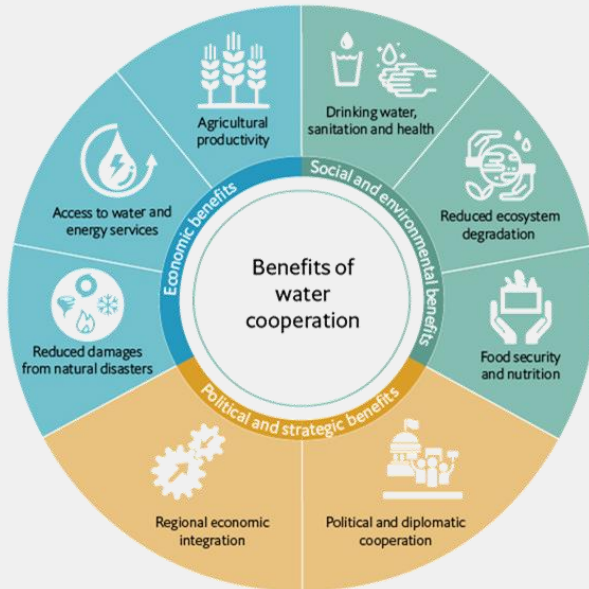 Benefits of
water
cooperation
Economic benefits
Agricultural
productivity
Access to water and
energy services
Reduced damages
from natural disasters
Social and environmental benefits
Drinking water,
sanitation and health
Reduced ecosystem
degradation
Food security
and nutrition
Political and strategic benefits
Regional economic
integration
Political and diplomatic
cooperation